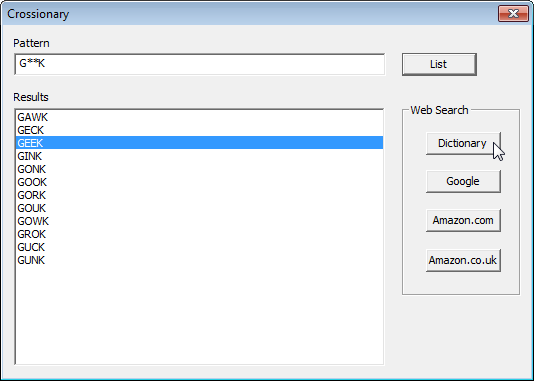 Crossionary
Pattern
G**K
List
Results
GAWK
GECK
GEEK
GINK
GONK
GOOK
GORK
GOUK
GOWK
GROK
GUCK
GUNK
Web Search
Dictionary
Google
Amazon.com
Amazon.co.uk